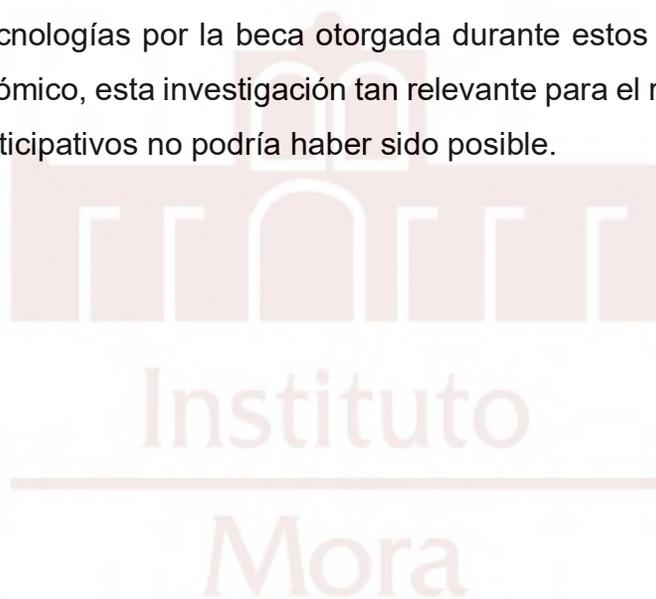 cnologías por la beca otorgada durante estos
ómico, esta investigación tan relevante para el
ticipativos no podría haber sido posible.
Instituto
Mora